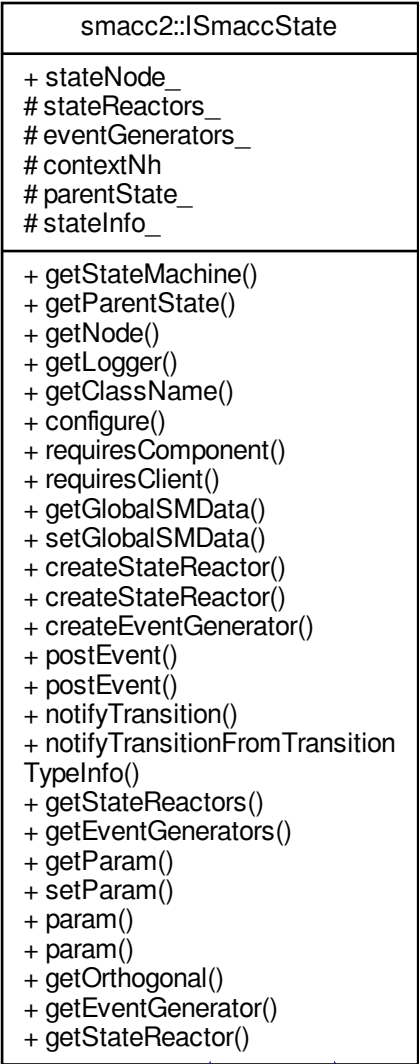 smacc2::ISmaccState
+ stateNode_
# stateReactors_
# eventGenerators_
# contextNh
# parentState_
# stateInfo_
+ getStateMachine()
+ getParentState()
+ getNode()
+ getLogger()
+ getClassName()
+ configure()
+ requiresComponent()
+ requiresClient()
+ getGlobalSMData()
+ setGlobalSMData()
+ createStateReactor()
+ createStateReactor()
+ createEventGenerator()
+ postEvent()
+ postEvent()
+ notifyTransition()
+ notifyTransitionFromTransition
TypeInfo()
+ getStateReactors()
+ getEventGenerators()
+ getParam()
+ setParam()
+ param()
+ param()
+ getOrthogonal()
+ getEventGenerator()
+ getStateReactor()